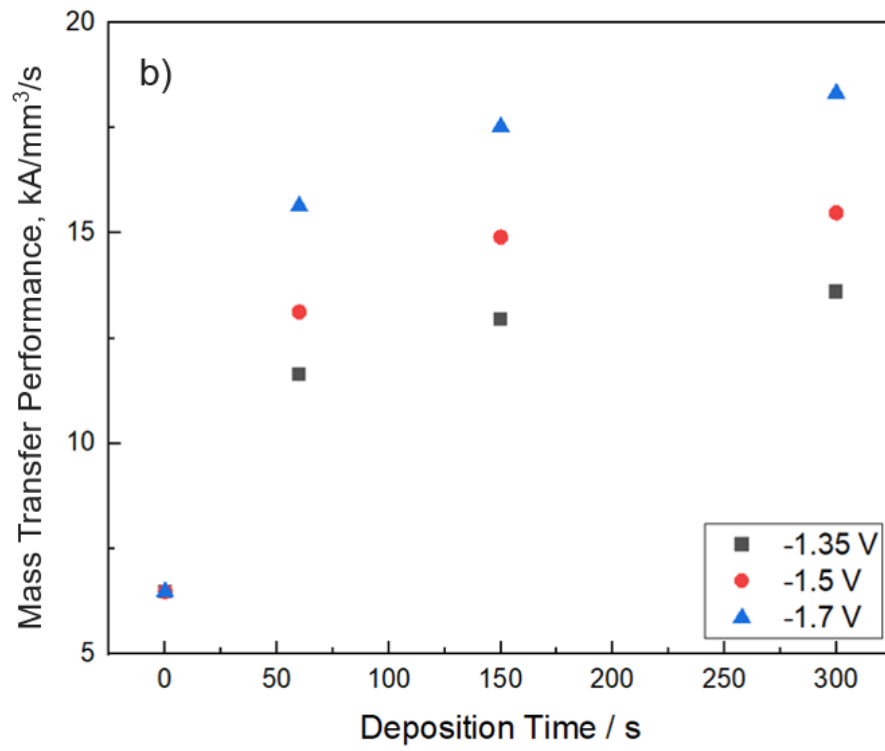 b)
Mass Transfer Performance, kA/mm³/s
20
15
10
5
0
50
100
150
200
250
300
Deposition Time / s
-1.35 V
-1.5 V
-1.7 V